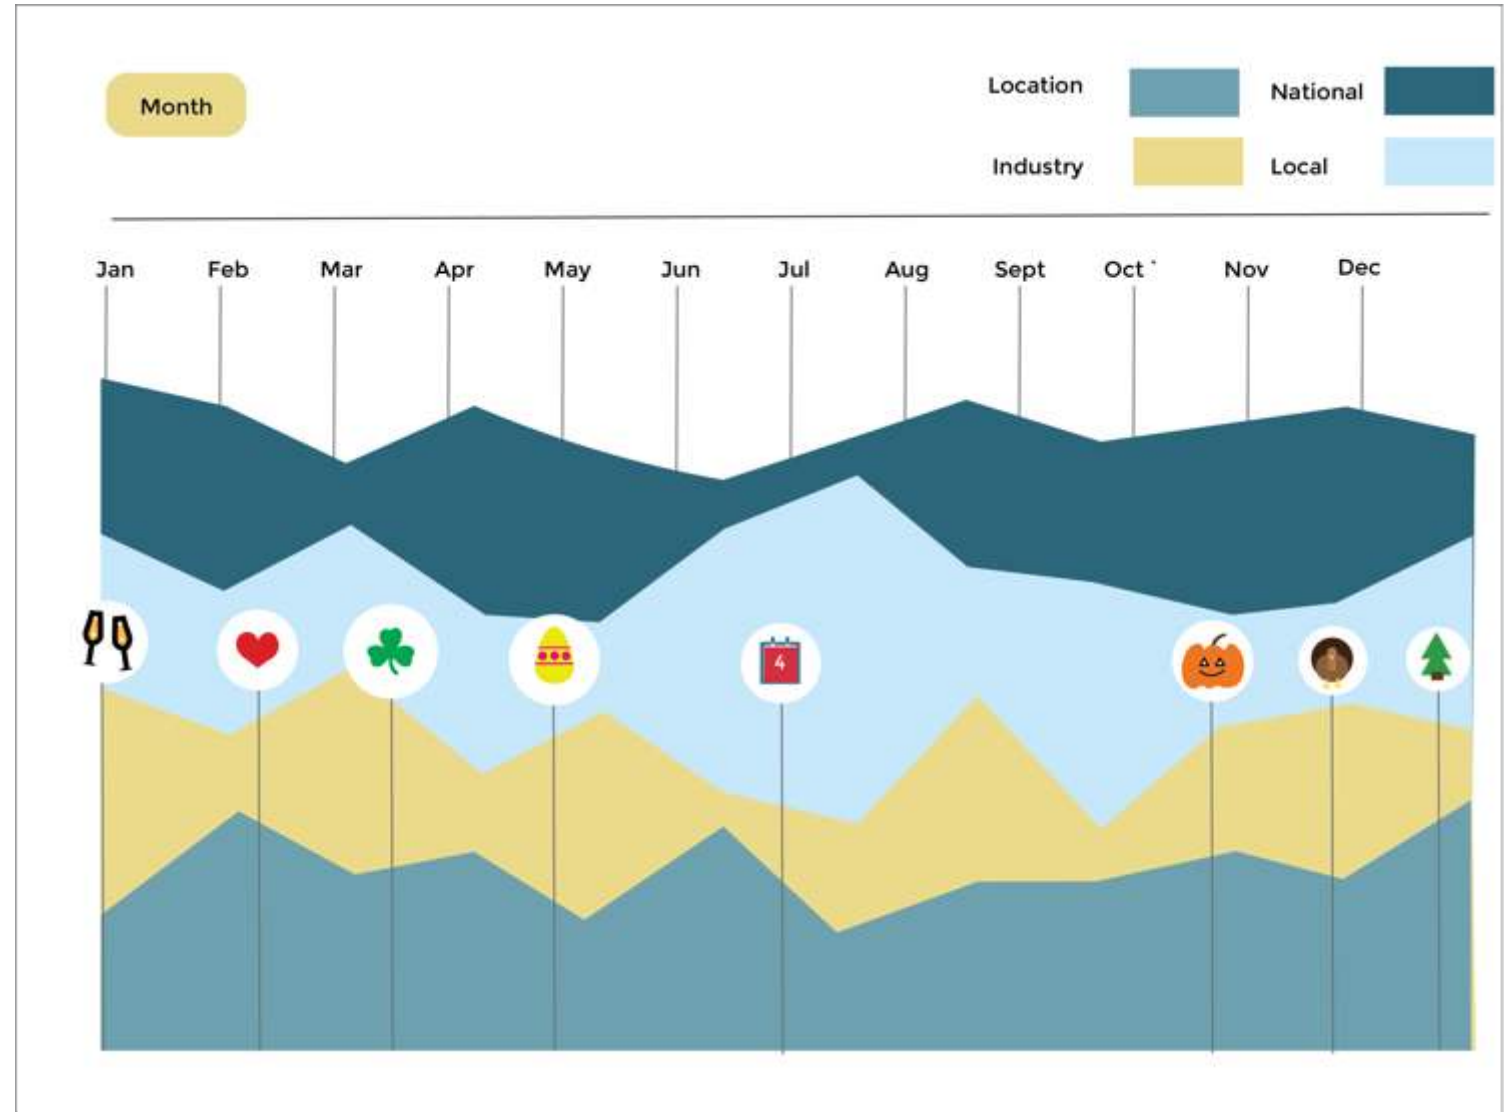 Month
Location
National
Industry
Local
Jan Feb Mar Apr May Jun Jul Aug Sept Oct ` Nov Dec
4